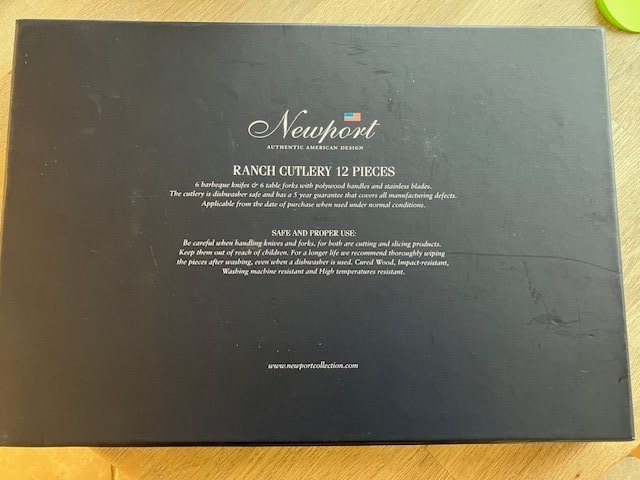 Newport
AUTHENTIC AMERICAN DESIGN
RANCH CUTLERY 12 PIECES
6 barbeque knifes & 6 table forks with polywood handles and stainless blades.
The cutlery is dishwasher safe and has a 5 year guarantee that covers all manufacturing defects.
Applicable from the date of purchase when used under normal conditions.
SAFE AND PROPER USE:
Be careful when handling knives and forks, for both are cutting and slicing products.
Keep them out of reach of children. For a longer life we recommend thoroughly wiping
the pieces after washing, even when a dishwasher is used. Cured Wood, Impact-resistant,
Washing machine resistant and High temperatures resistant.
www.newportcollection.com